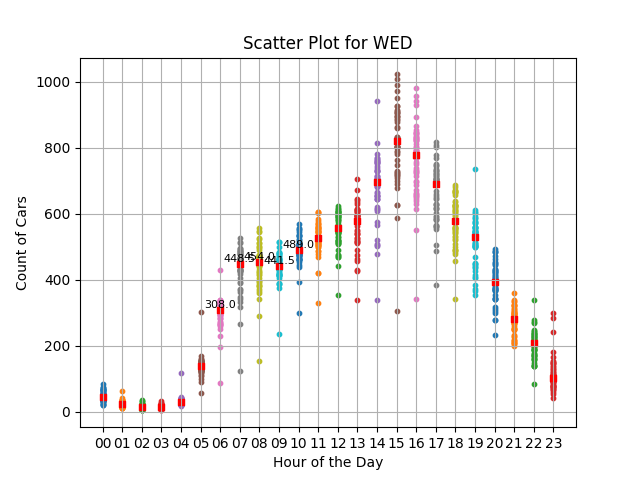 Scatter Plot for WED
Count of Cars
1000
800
600
400
200
0
308.0
448.5
454.0
441.5
489.0
00 01 02 03 04 05 06 07 08 09 10 11 12 13 14 15 16 17 18 19 20 21 22 23
Hour of the Day